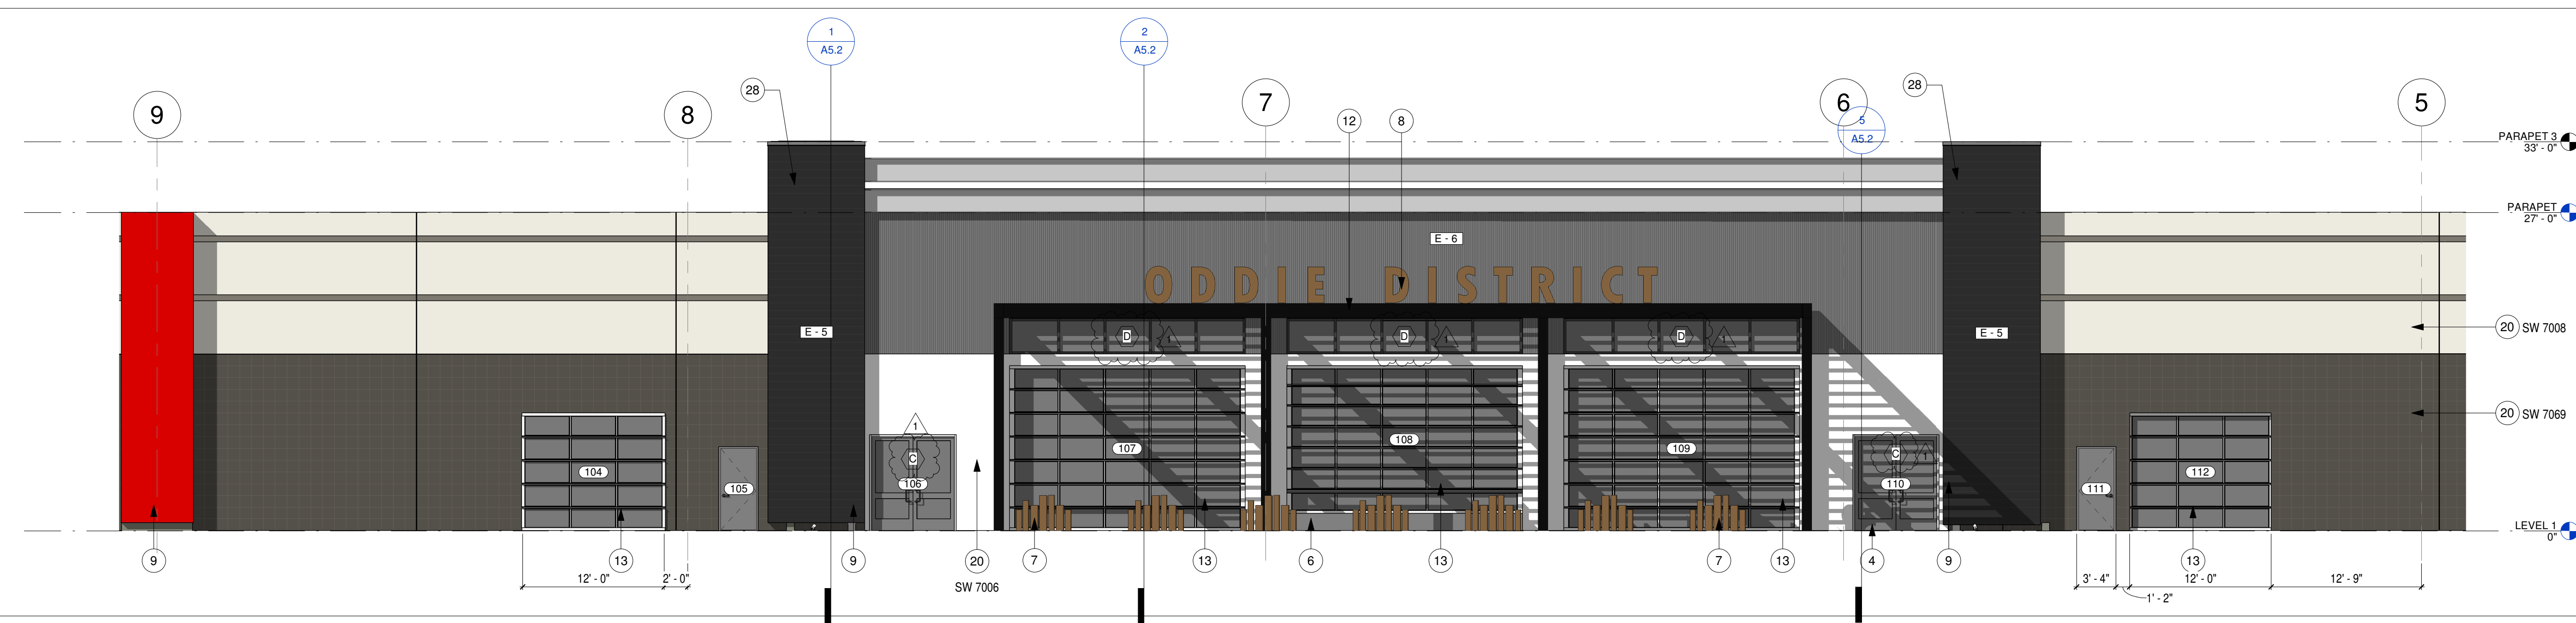 1
A5.2
2
A5.2
28
9
8
7
12
8
6
5
A5.2
28
5
PARAPET 3
33' - 0"
PARAPET
27' - 0"
E - 6
ODDIE DISTRICT
E - 5
E - 5
20 SW 7008
D 1
D 1
D 1
20 SW 7069
1
C
106
C 1
110
104
105
107
108
109
111
112
LEVEL 1
0"
9
13
9
20
7
13
6
13
7
13
4
9
13
12' - 0"
2' - 0"
SW 7006
3' - 4"
1' - 2"
12' - 0"
12' - 9"